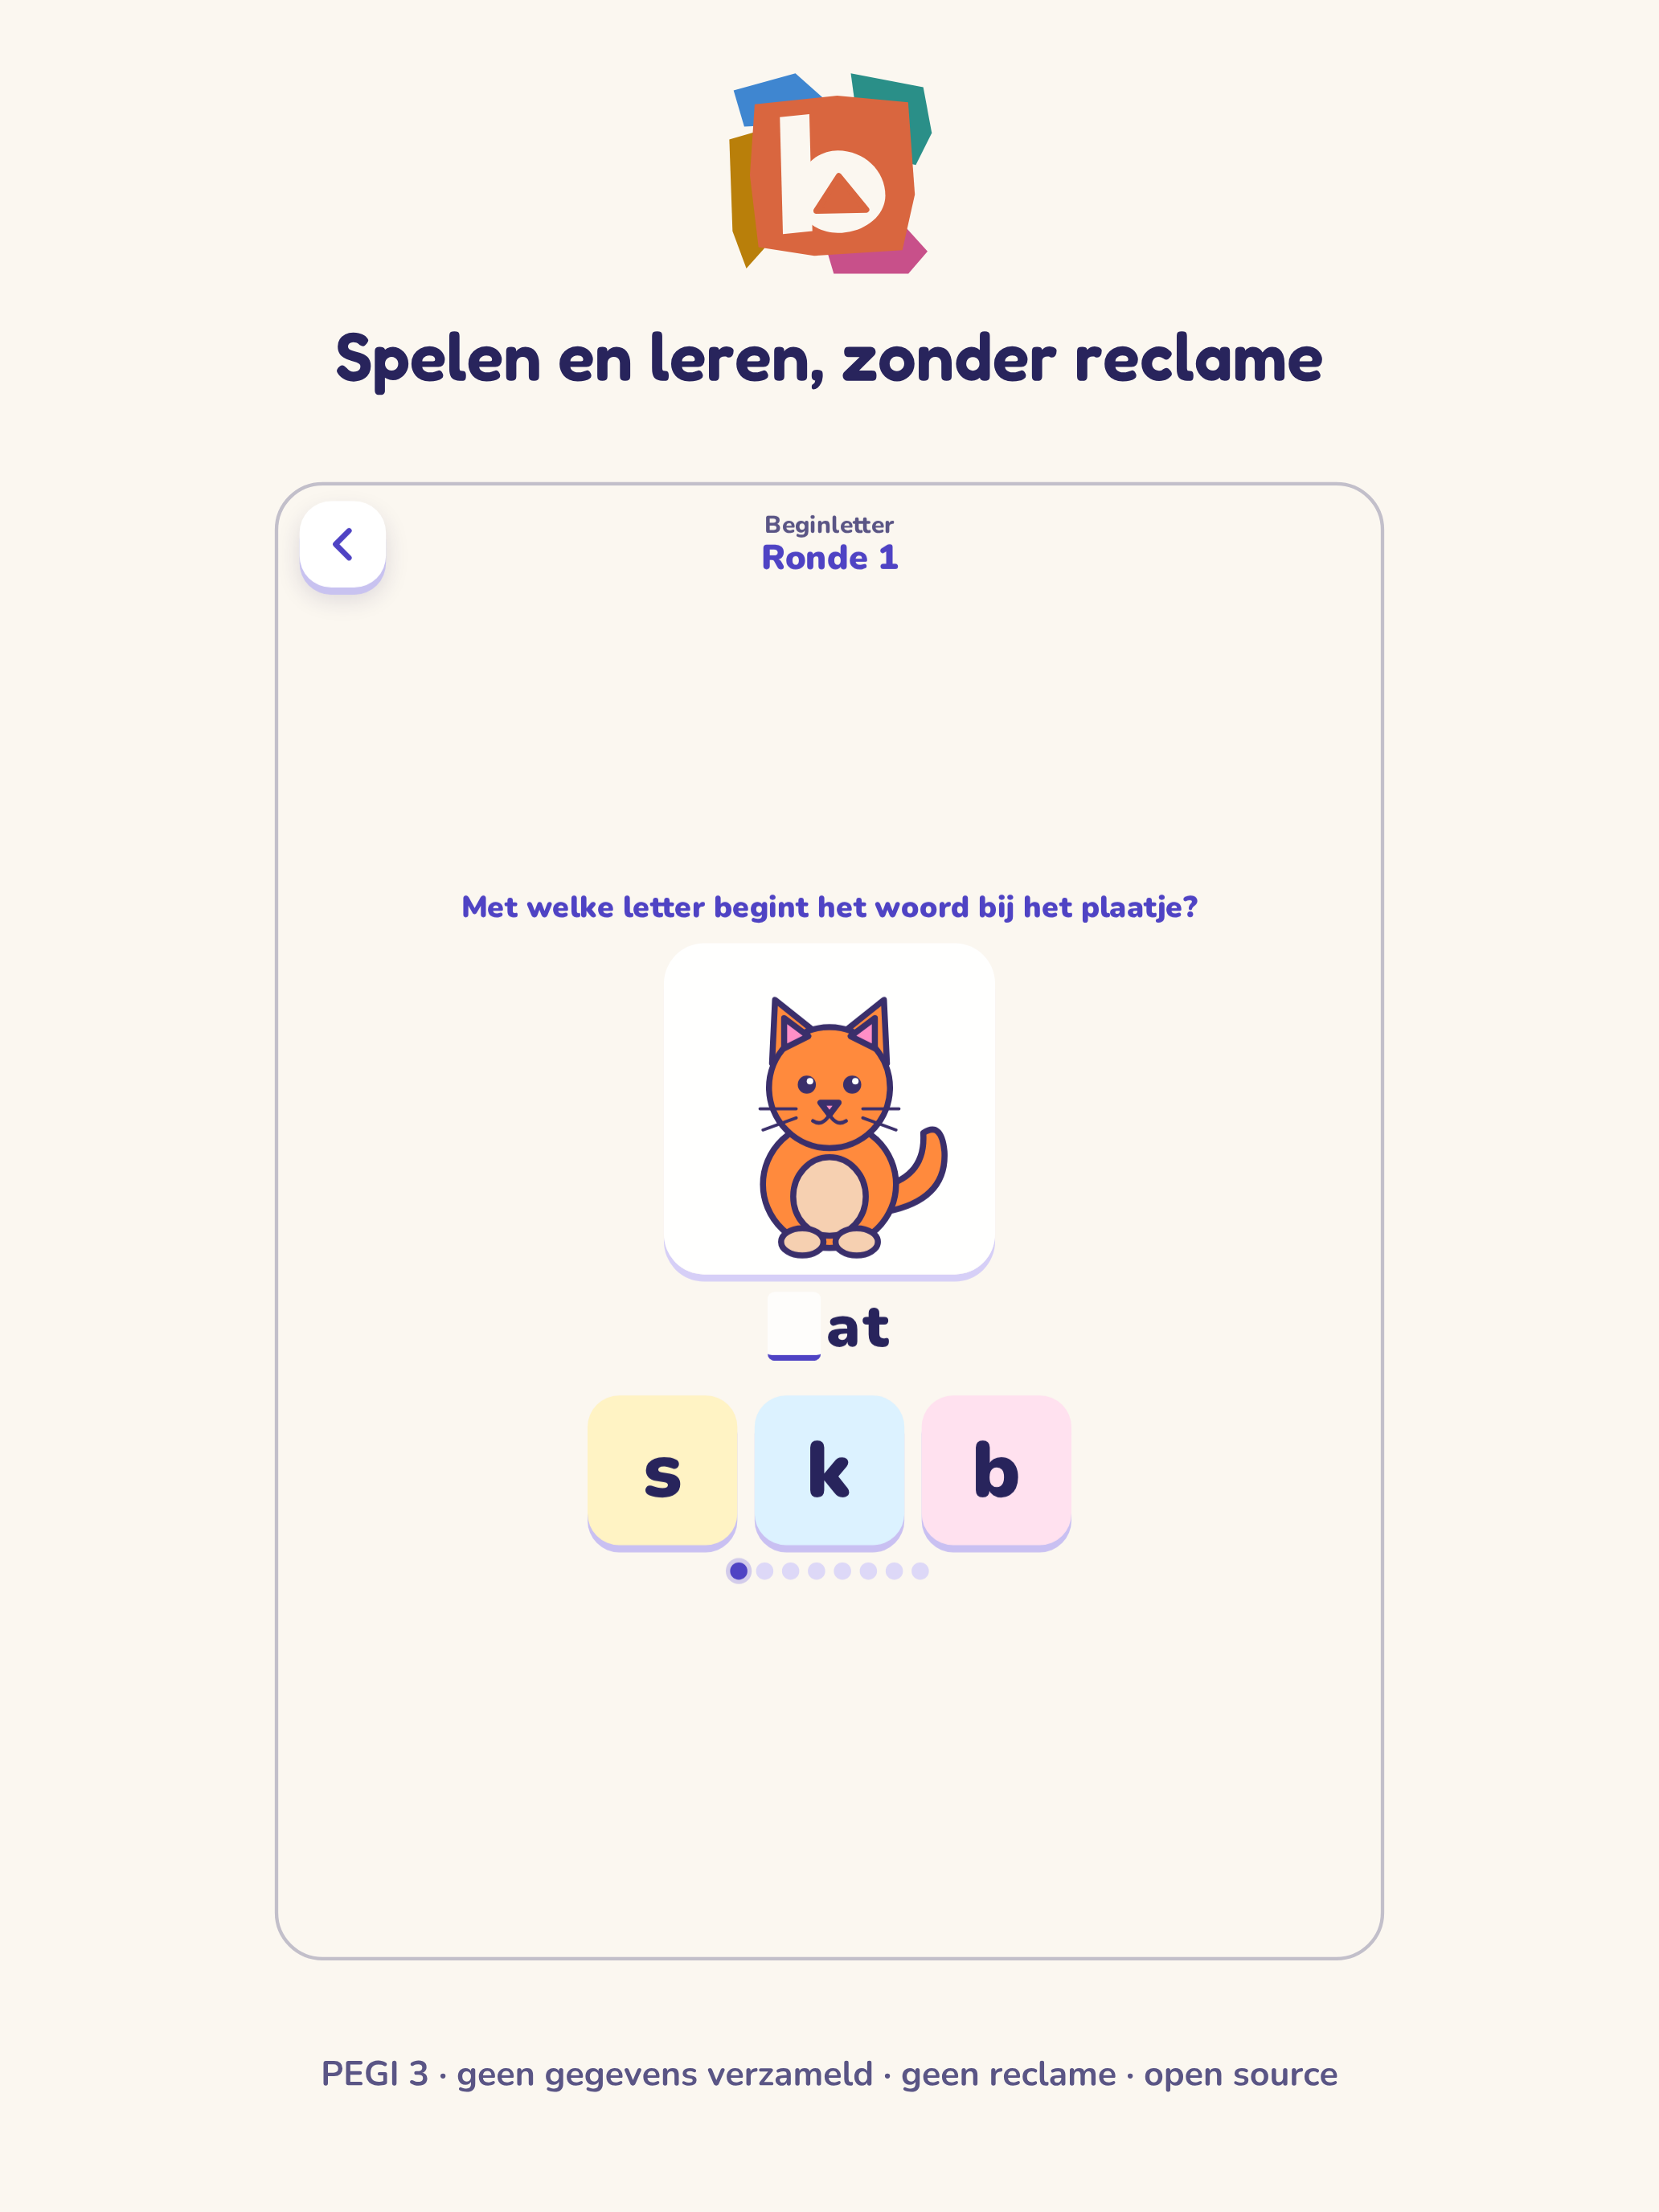 b
Spelen en leren, zonder reclame
Beginletter
Ronde 1
Met welke letter begint het woord bij het plaatje?
at
s k b
PEGI 3 · geen gegevens verzameld · geen reclame · open source